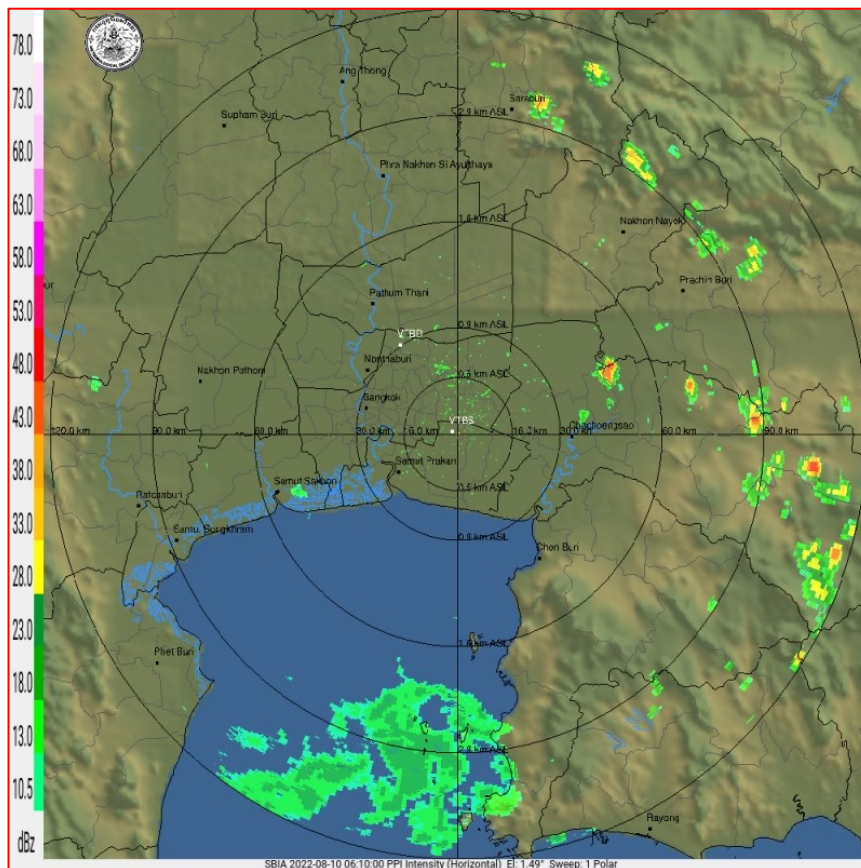 78.0
73.0
68.0
63.0
58.0
53.0
48.0
43.0
38.0
33.0
28.0
23.0
18.0
13.0
10.5
dBz
Ang Thong
Suphan Buri
Saraburi
2.9 km ASL
Phra Nakhon Si Ayutthaya
1.8 km ASL
Nakhon Nayok
Prachin Buri
Pathum Thani
0.9 km ASL
VTBD
Nonthaburi
0.5 km ASL
Nakhon Pathom
Bangkok
VTBS
120.0 km
90.0 km
60.0 km
30.0 km
16.0 km
16.0 km
30.0 km
60.0 km
90.0 km
Chachoengsao
Samut Prakan
0.5 km ASL
Samut Sakhon
Ratchaburi
Samut Songkhram
0.9 km ASL
Chon Buri
1.8 km ASL
Phet Buri
2.9 km ASL
Rayong
SBIA 2022-08-10 06:10:00 PPI Intensity (Horizontal) El: 1.49° Sweep: 1 Polar